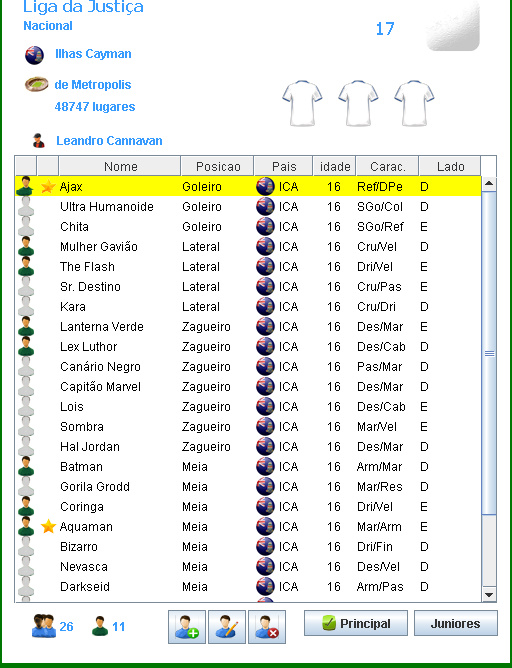 Liga da Justiça
Nacional
17
Ilhas Cayman
de Metropolis
48747 lugares
Leandro Cannavan
Nome Posicao Pais idade Carac. Lado
Ajax Goleiro ICA 16 Ref/DPe D
Ultra Humanoide Goleiro ICA 16 SGo/Col D
Chita Goleiro ICA 16 SGo/Ref E
Mulher Gavião Lateral ICA 16 Cru/Vel D
The Flash Lateral ICA 16 Dri/Vel E
Sr. Destino Lateral ICA 16 Cru/Pas E
Kara Lateral ICA 16 Cru/Dri D
Lanterna Verde Zagueiro ICA 16 Des/Mar E
Lex Luthor Zagueiro ICA 16 Des/Cab D
Canário Negro Zagueiro ICA 16 Pas/Mar D
Capitão Marvel Zagueiro ICA 16 Des/Mar D
Lois Zagueiro ICA 16 Des/Cab E
Sombra Zagueiro ICA 16 Mar/Vel E
Hal Jordan Zagueiro ICA 16 Des/Mar D
Batman Meia ICA 16 Arm/Mar D
Gorila Grodd Meia ICA 16 Mar/Res D
Coringa Meia ICA 16 Dri/Vel E
Aquaman Meia ICA 16 Mar/Arm E
Bizarro Meia ICA 16 Dri/Fin D
Nevasca Meia ICA 16 Des/Vel D
Darkseid Meia ICA 16 Arm/Pas D
26 11 Principal Juniores